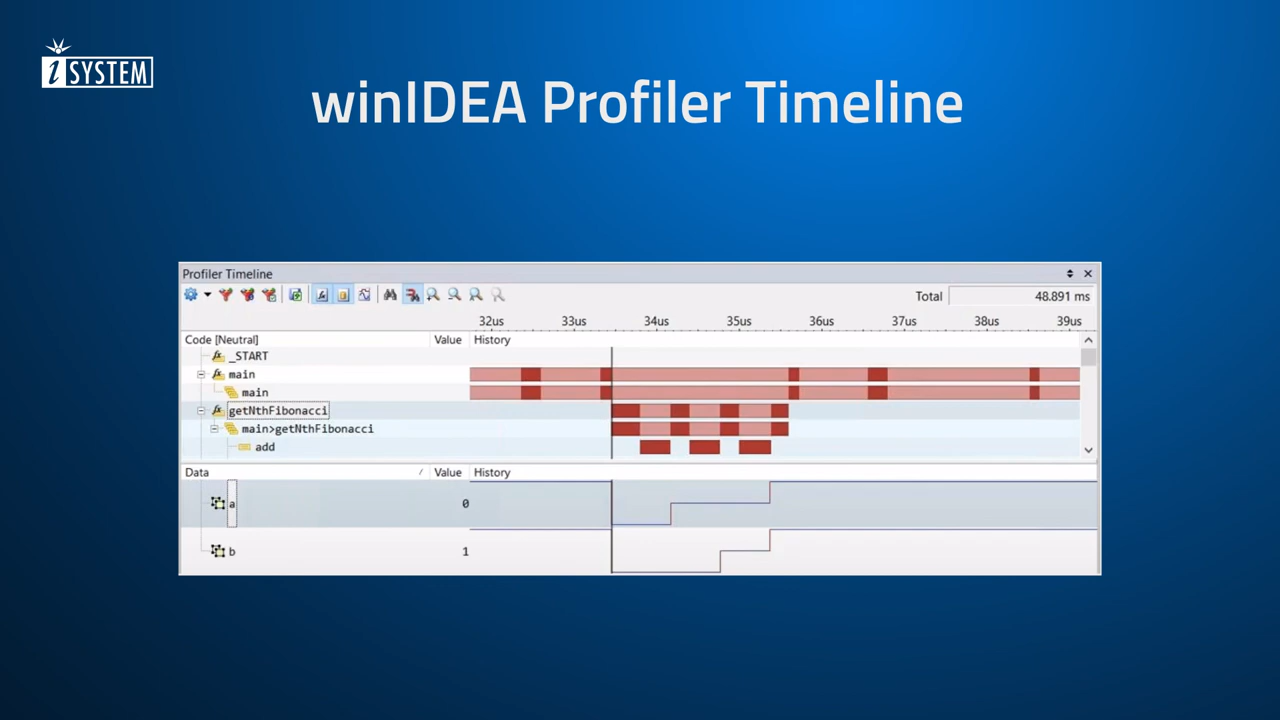 iSYSTEM
winIDEA Profiler Timeline
Profiler Timeline
Total 48.891 ms
32us 33us 34us 35us 36us 37us 38us 39us
Code [Neutral] Value History
_START
main
main
getNthFibonacci
main>getNthFibonacci
add
Data / Value History
a 0
b 1